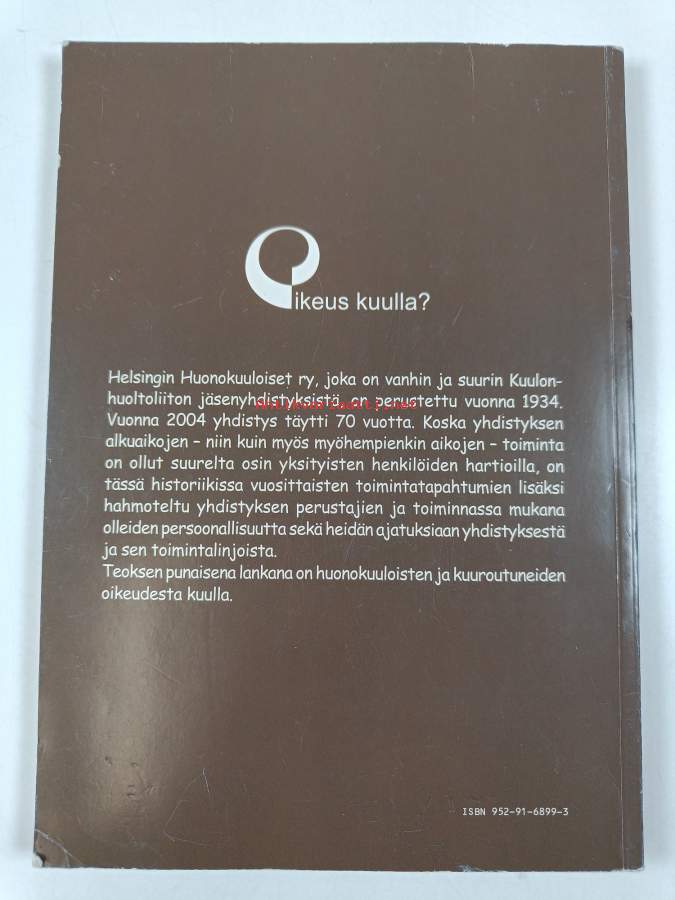 Oikeus kuulla?
Helsingin Huonokuuloiset ry, joka on vanhin ja suurin Kuulon-
huoltoliiton jäsenyhdistyksistä, on perustettu vuonna 1934.
Antikvariaatti.net
Vuonna 2004 yhdistys täytti 70 vuotta. Koska yhdistyksen
alkuaikojen – niin kuin myös myöhempienkin aikojen – toiminta
on ollut suurelta osin yksityisten henkilöiden hartioilla, on
tässä historiikissa vuosittaisten toimintatapahtumien lisäksi
hahmoteltu yhdistyksen perustajien ja toiminnassa mukana
olleiden persoonallisuutta sekä heidän ajatuksiaan yhdistyksestä
ja sen toimintalinjoista.
Teoksen punaisena lankana on huonokuuloisten ja kuuroutuneiden
oikeudesta kuulla.
ISBN 952-91-6899-3